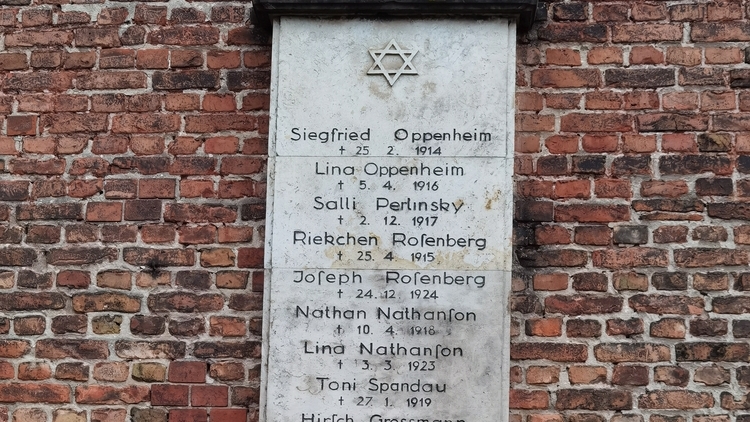 Siegfried Oppenheim
† 25. 2. 1914
Lina Oppenheim
† 5. 4. 1916
Salli Perlinsky
† 2. 12. 1917
Riekchen Roſenberg
† 25. 4. 1915
Joſeph Roſenberg
† 24. 12. 1924
Nathan Nathanſon
† 10. 4. 1918
Lina Nathanſon
† 3. 3. 1923
Toni Spandau
† 27. 1. 1919
Hirſch Grossmann